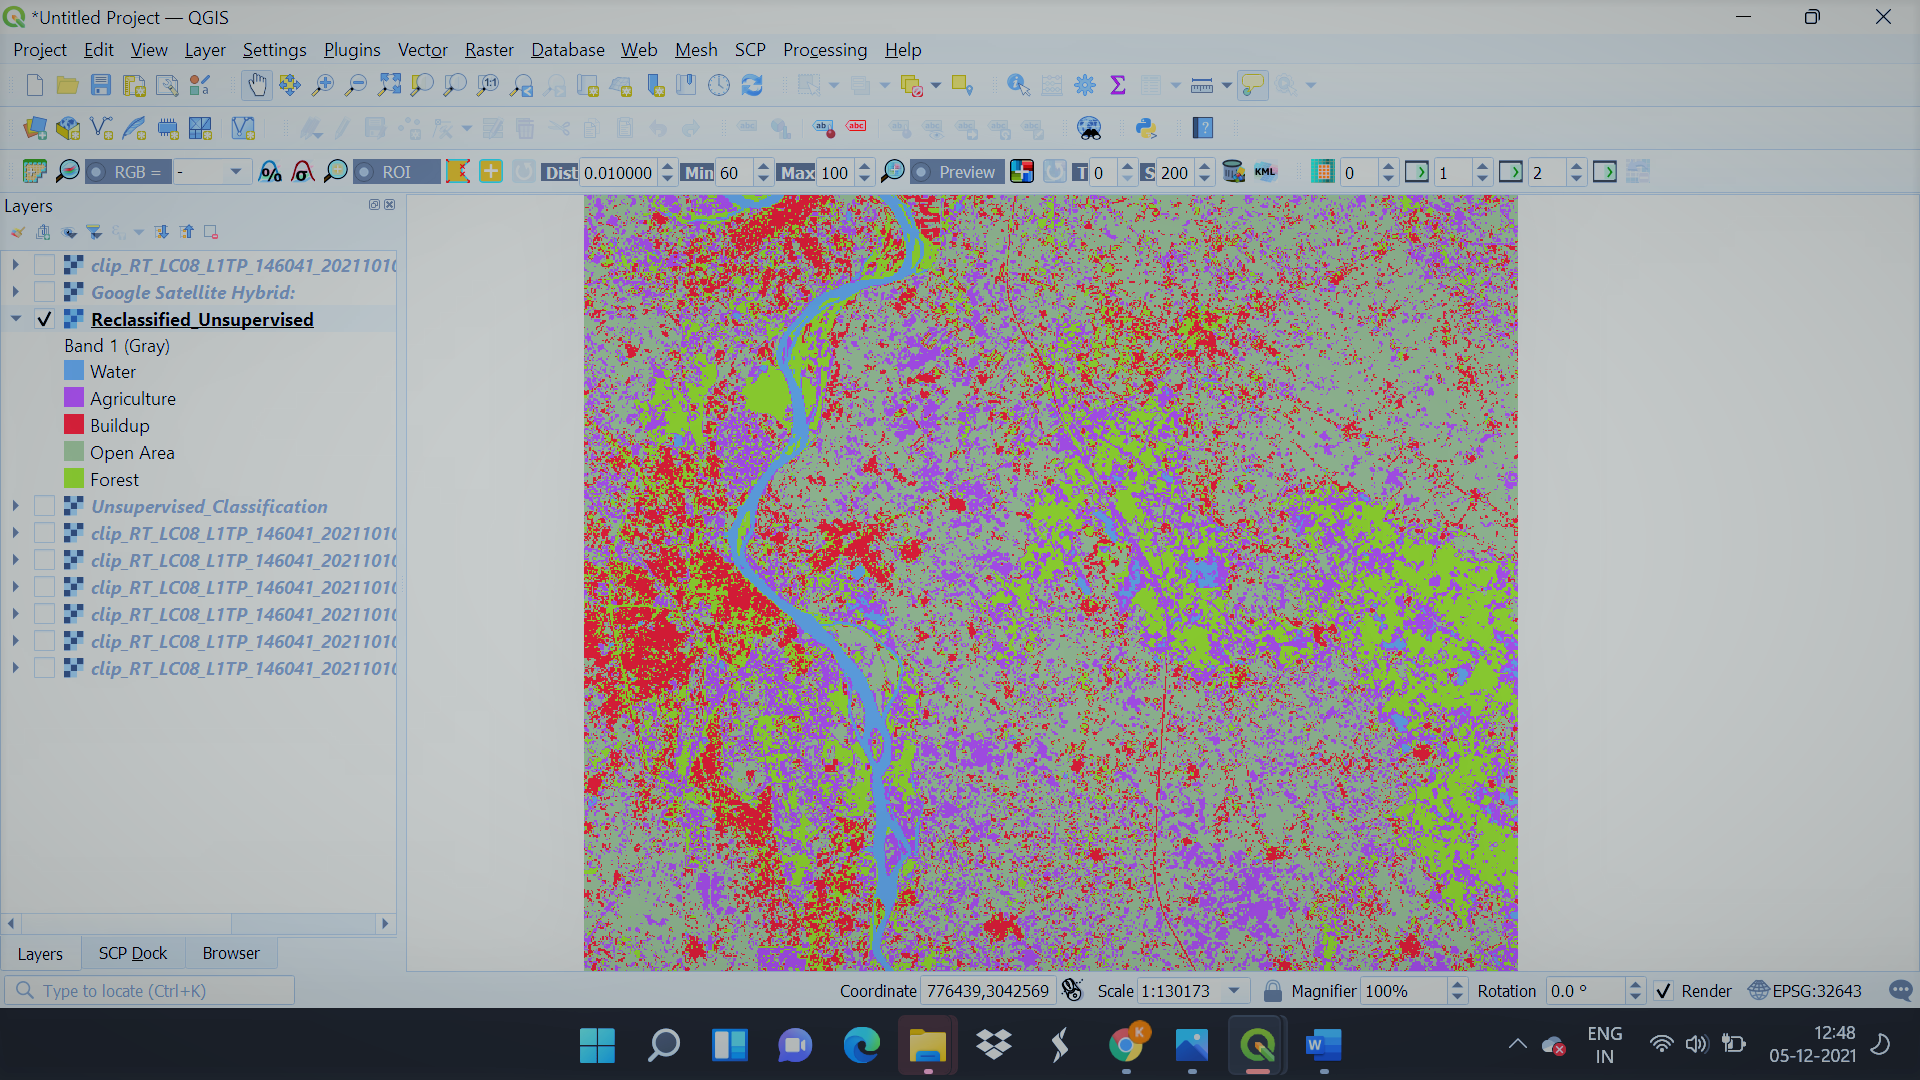 *Untitled Project — QGIS
Project Edit View Layer Settings Plugins Vector Raster Database Web Mesh SCP Processing Help
RGB = - ROI Dist 0.010000 Min 60 Max 100 Preview T 0 S 200 KML 0 1 2
Layers
clip_RT_LC08_L1TP_146041_2021101
Google Satellite Hybrid:
Reclassified_Unsupervised
Band 1 (Gray)
Water
Agriculture
Buildup
Open Area
Forest
Unsupervised_Classification
clip_RT_LC08_L1TP_146041_2021101
clip_RT_LC08_L1TP_146041_2021101
clip_RT_LC08_L1TP_146041_2021101
clip_RT_LC08_L1TP_146041_2021101
clip_RT_LC08_L1TP_146041_2021101
clip_RT_LC08_L1TP_146041_2021101
Layers SCP Dock Browser
Type to locate (Ctrl+K) Coordinate 776439,3042569 Scale 1:130173 Magnifier 100% Rotation 0.0 ° Render EPSG:32643
ENG
IN
12:48
05-12-2021